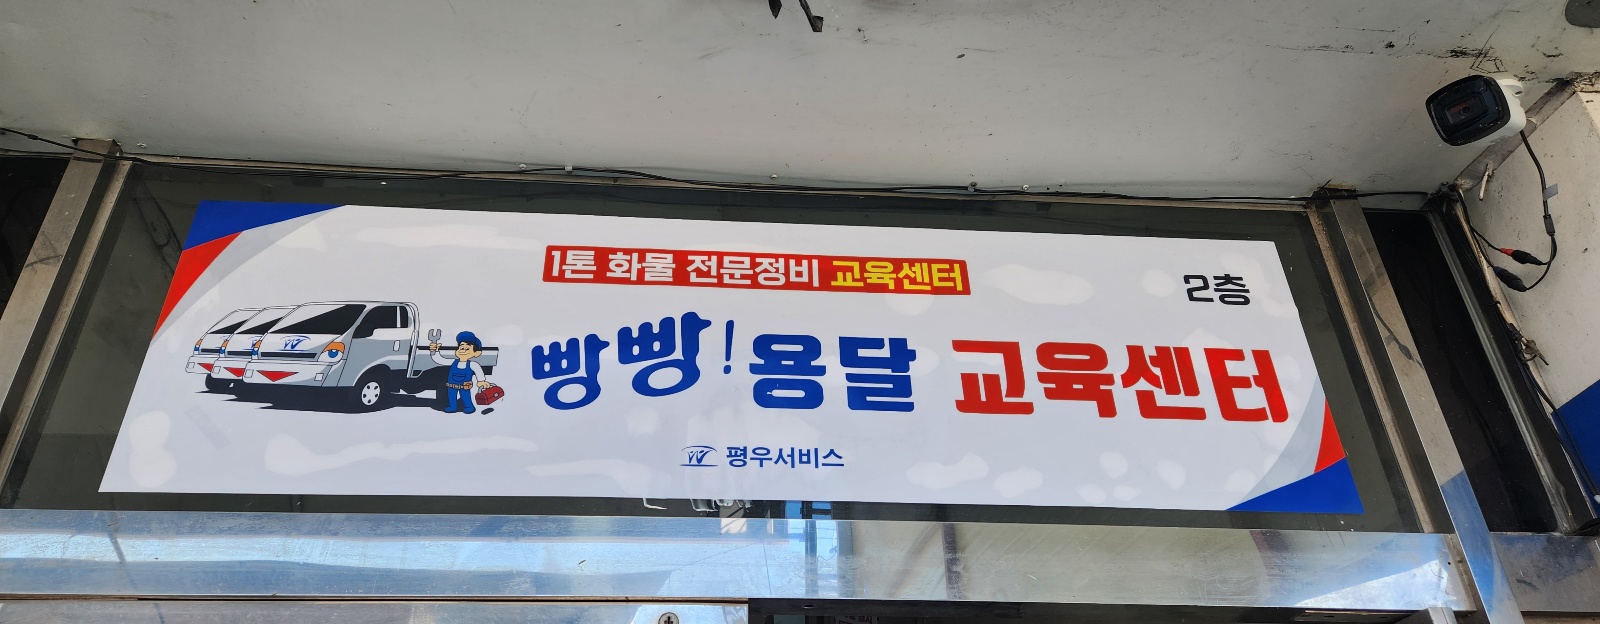 1톤 화물 전문정비 교육센터
2층
빵빵! 용달 교육센터
평우서비스